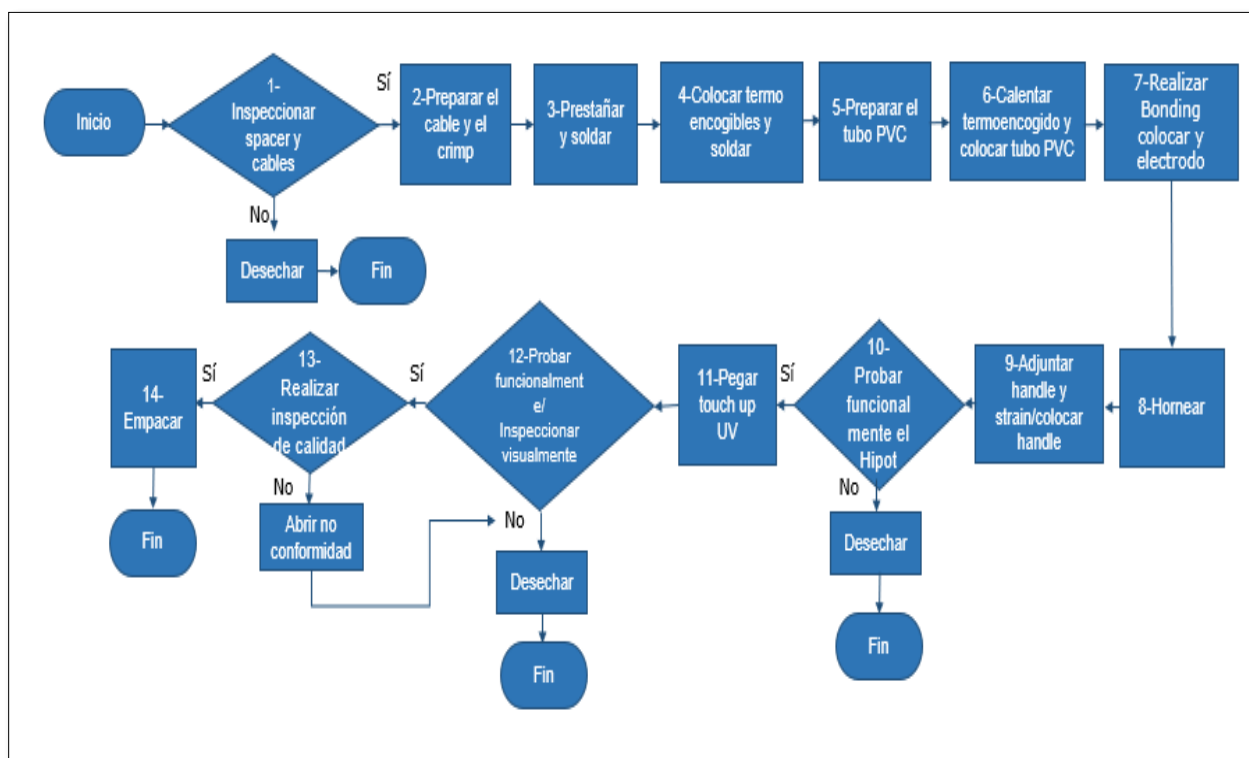 Inicio
1-
Inspeccionar
spacer y
cables
Sí
2-Preparar el
cable y el
crimp
3-Prestañar
y soldar
4-Colocar termo
encogibles y
soldar
5-Preparar el
tubo PVC
6-Calentar
termoencogido y
colocar tubo PVC
7-Realizar
Bonding
colocar y
electrodo
No
Desechar
Fin
8-Hornear
9-Adjuntar
handle y
strain/colocar
handle
10-
Probar
funcional
mente el
Hipot
Sí
11-Pegar
touch up
UV
12-Probar
funcionalment
e/
Inspeccionar
visualmente
Sí
13-
Realizar
inspección
de calidad
Sí
14-
Empacar
Fin
No
Abrir no
conformidad
No
Desechar
Fin
No
Desechar
Fin